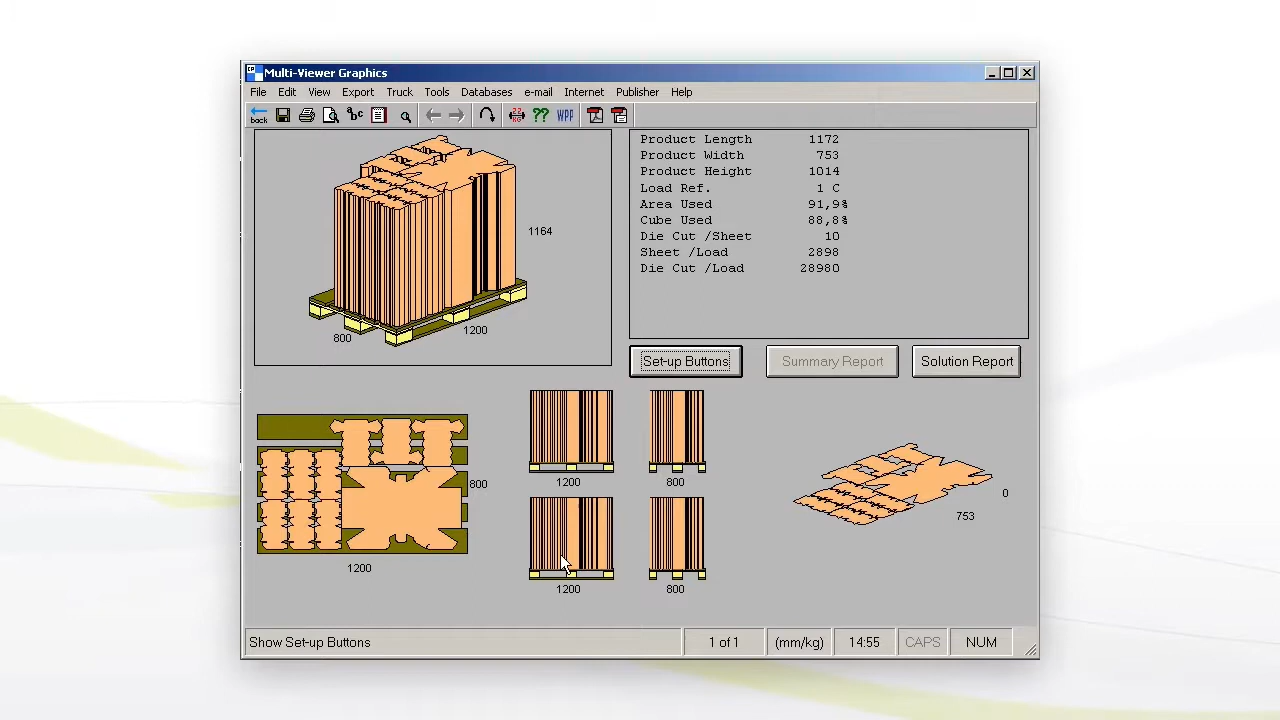 Multi-Viewer Graphics
File Edit View Export Truck Tools Databases e-mail Internet Publisher Help
back abc 22 KG ?? WPP
1164
800
1200
Product Length 1172
Product Width 753
Product Height 1014
Load Ref. 1 C
Area Used 91,9%
Cube Used 88,8%
Die Cut /Sheet 10
Sheet /Load 2898
Die Cut /Load 28980
Set-up Buttons Summary Report Solution Report
800
1200
1200
800
1200
800
0
753
Show Set-up Buttons 1 of 1 (mm/kg) 14:55 CAPS NUM